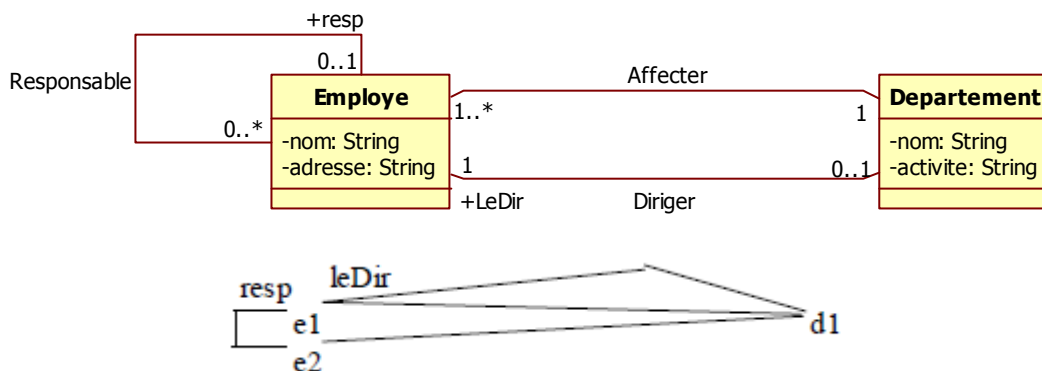 +resp
0..1
Responsable
0..*
Employe
-nom: String
-adresse: String
Affecter
1..*
1
1
0..1
+LeDir
Diriger
Departement
-nom: String
-activite: String
resp
leDir
e1
e2
d1